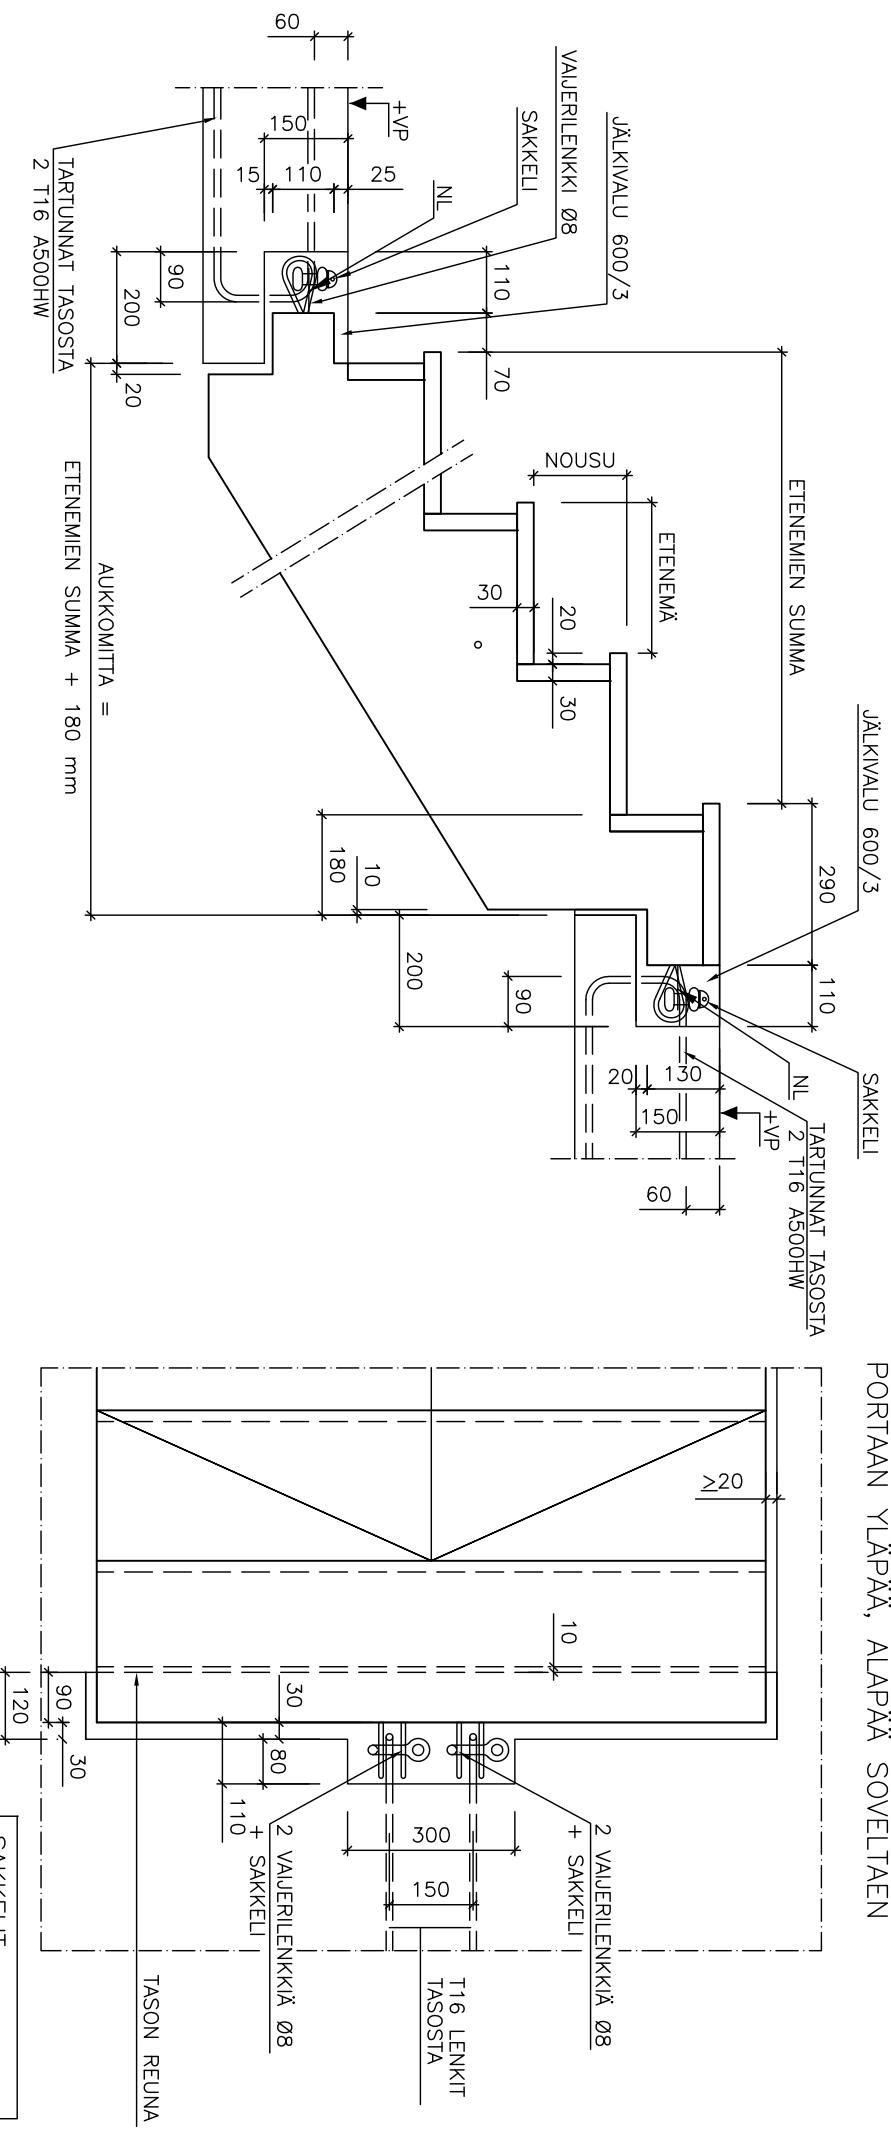 60
+VP
150
15
110
25
VAIJERILENKKI Ø8
SAKKELI
JÄLKIVALU 600/3
NL
TARTUNNAT TASOSTA
2 T16 A500HW
90
200
20
110
70
ETENEMIEN SUMMA
NOUSU
ETENEMÄ
30
20
30
AUKKOMITTA =
ETENEMIEN SUMMA + 180 mm
JÄLKIVALU 600/3
290
110
10
180
200
90
SAKKELI
NL
TARTUNNAT TASOSTA
2 T16 A500HW
20
130
150
+VP
60
PORTAAN YLÄPÄÄ, ALAPÄÄ SOVELTAEN
≥20
10
30
80
110
90
30
120
300
150
2 VAIJERILENKKIÄ Ø8
+ SAKKELI
2 VAIJERILENKKIÄ Ø8
+ SAKKELI
T16 LENKIT
TASOSTA
TASON REUNA